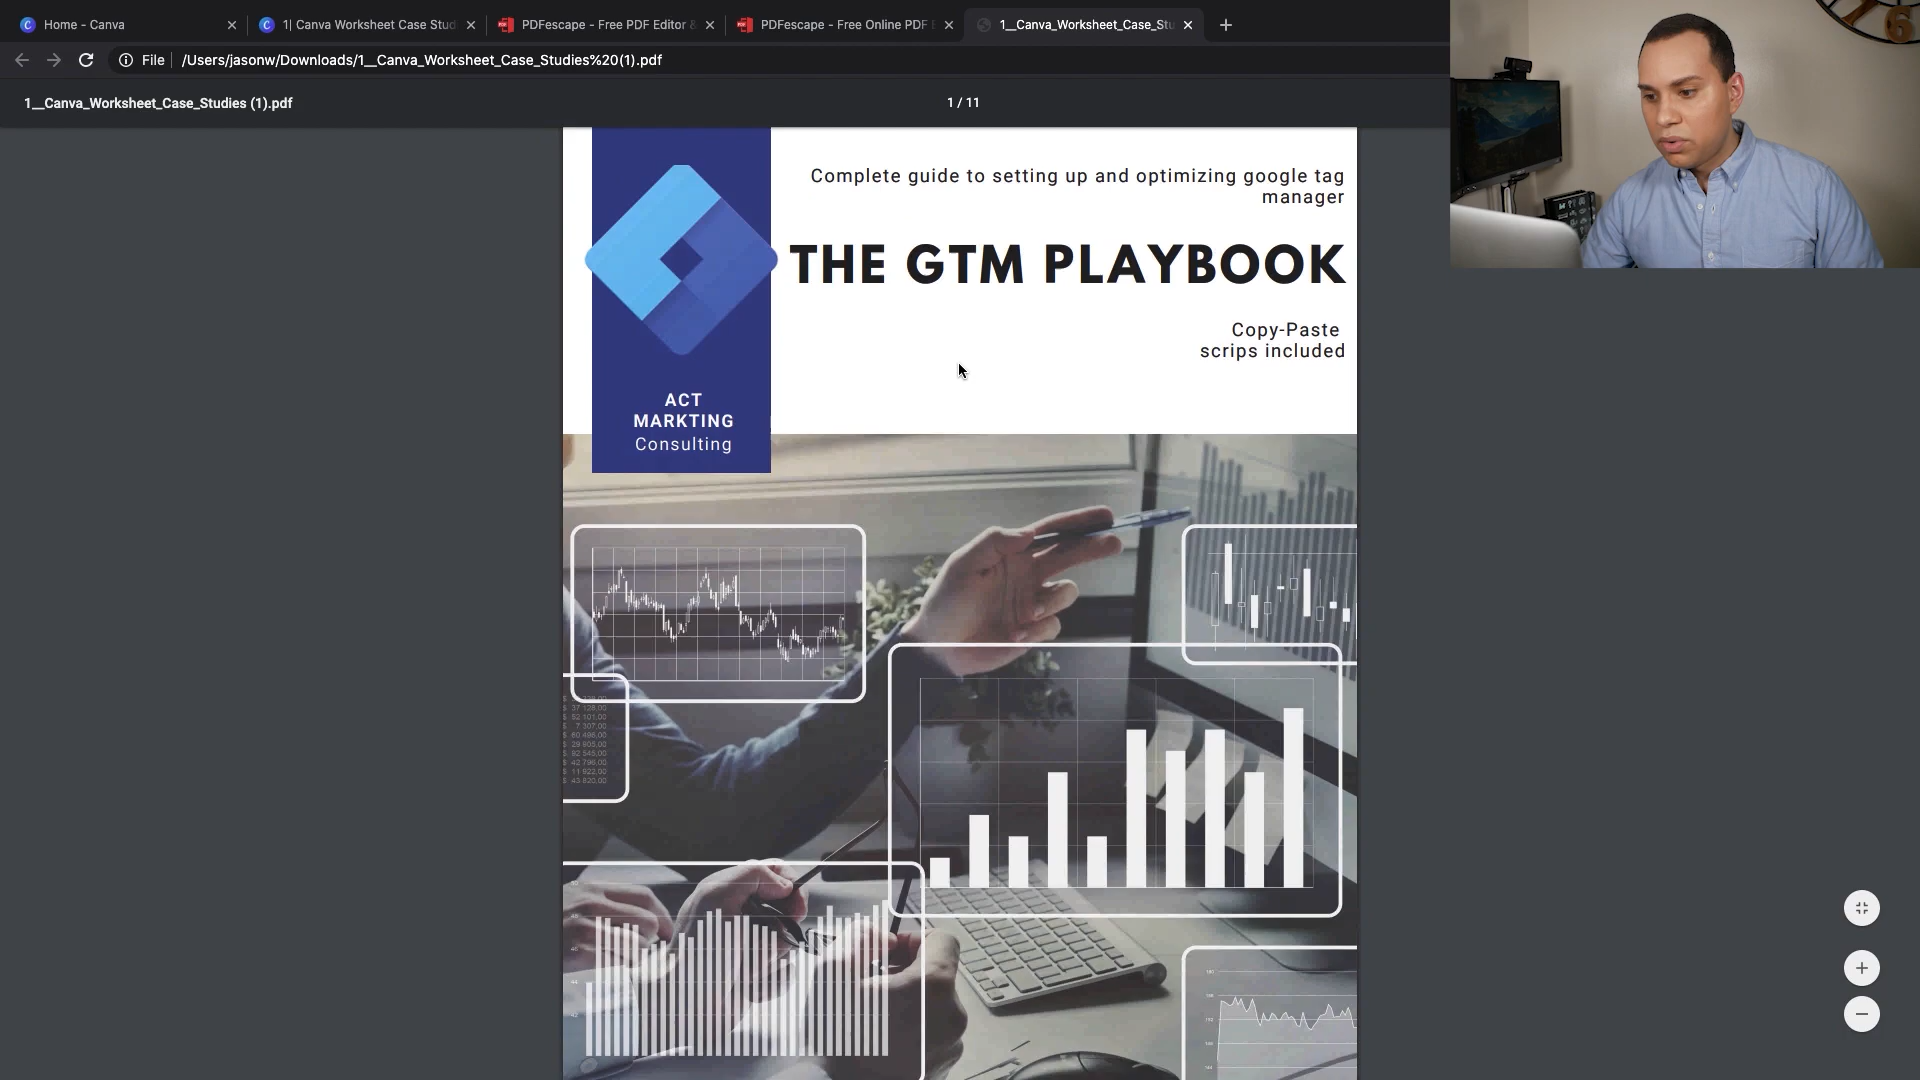 Home - Canva
1| Canva Worksheet Case Stud
PDFescape - Free PDF Editor &
PDFescape - Free Online PDF E
1__Canva_Worksheet_Case_Stu
File
/Users/jasonw/Downloads/1__Canva_Worksheet_Case_Studies%20(1).pdf
1__Canva_Worksheet_Case_Studies (1).pdf
1 / 11
Complete guide to setting up and optimizing google tag
manager
THE GTM PLAYBOOK
Copy-Paste
scrips included
ACT
MARKTING
Consulting